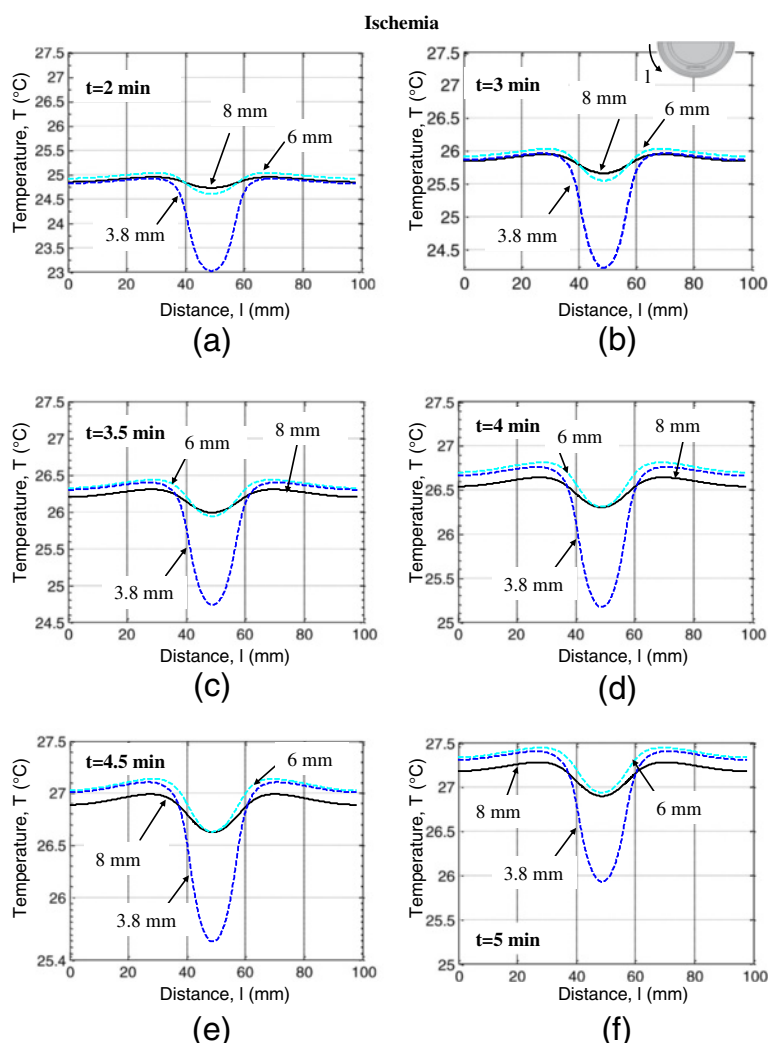 Ischemia
27.5
27
26.5
26
25.5
25
24.5
24
23.5
23
Temperature, T (°C)
t=2 min
8 mm
6 mm
3.8 mm
0 20 40 60 80 100
Distance, l (mm)
(a)
27.5
27
26.5
26
25.5
25
24.5
Temperature, T (°C)
t=3 min
l
8 mm
6 mm
3.8 mm
0 20 40 60 80 100
Distance, l (mm)
(b)
27.5
27
26.5
26
25.5
25
24.5
Temperature, T (°C)
t=3.5 min
6 mm
8 mm
3.8 mm
0 20 40 60 80 100
Distance, l (mm)
(c)
27.5
27
26.5
26
25.5
25
Temperature, T (°C)
t=4 min
6 mm
8 mm
3.8 mm
0 20 40 60 80 100
Distance, l (mm)
(d)
27.5
27
26.5
26
25.4
Temperature, T (°C)
t=4.5 min
6 mm
8 mm
3.8 mm
0 20 40 60 80 100
Distance, l (mm)
(e)
27.5
27
26.5
26
25.5
25
Temperature, T (°C)
8 mm
6 mm
3.8 mm
t=5 min
0 20 40 60 80 100
Distance, l (mm)
(f)